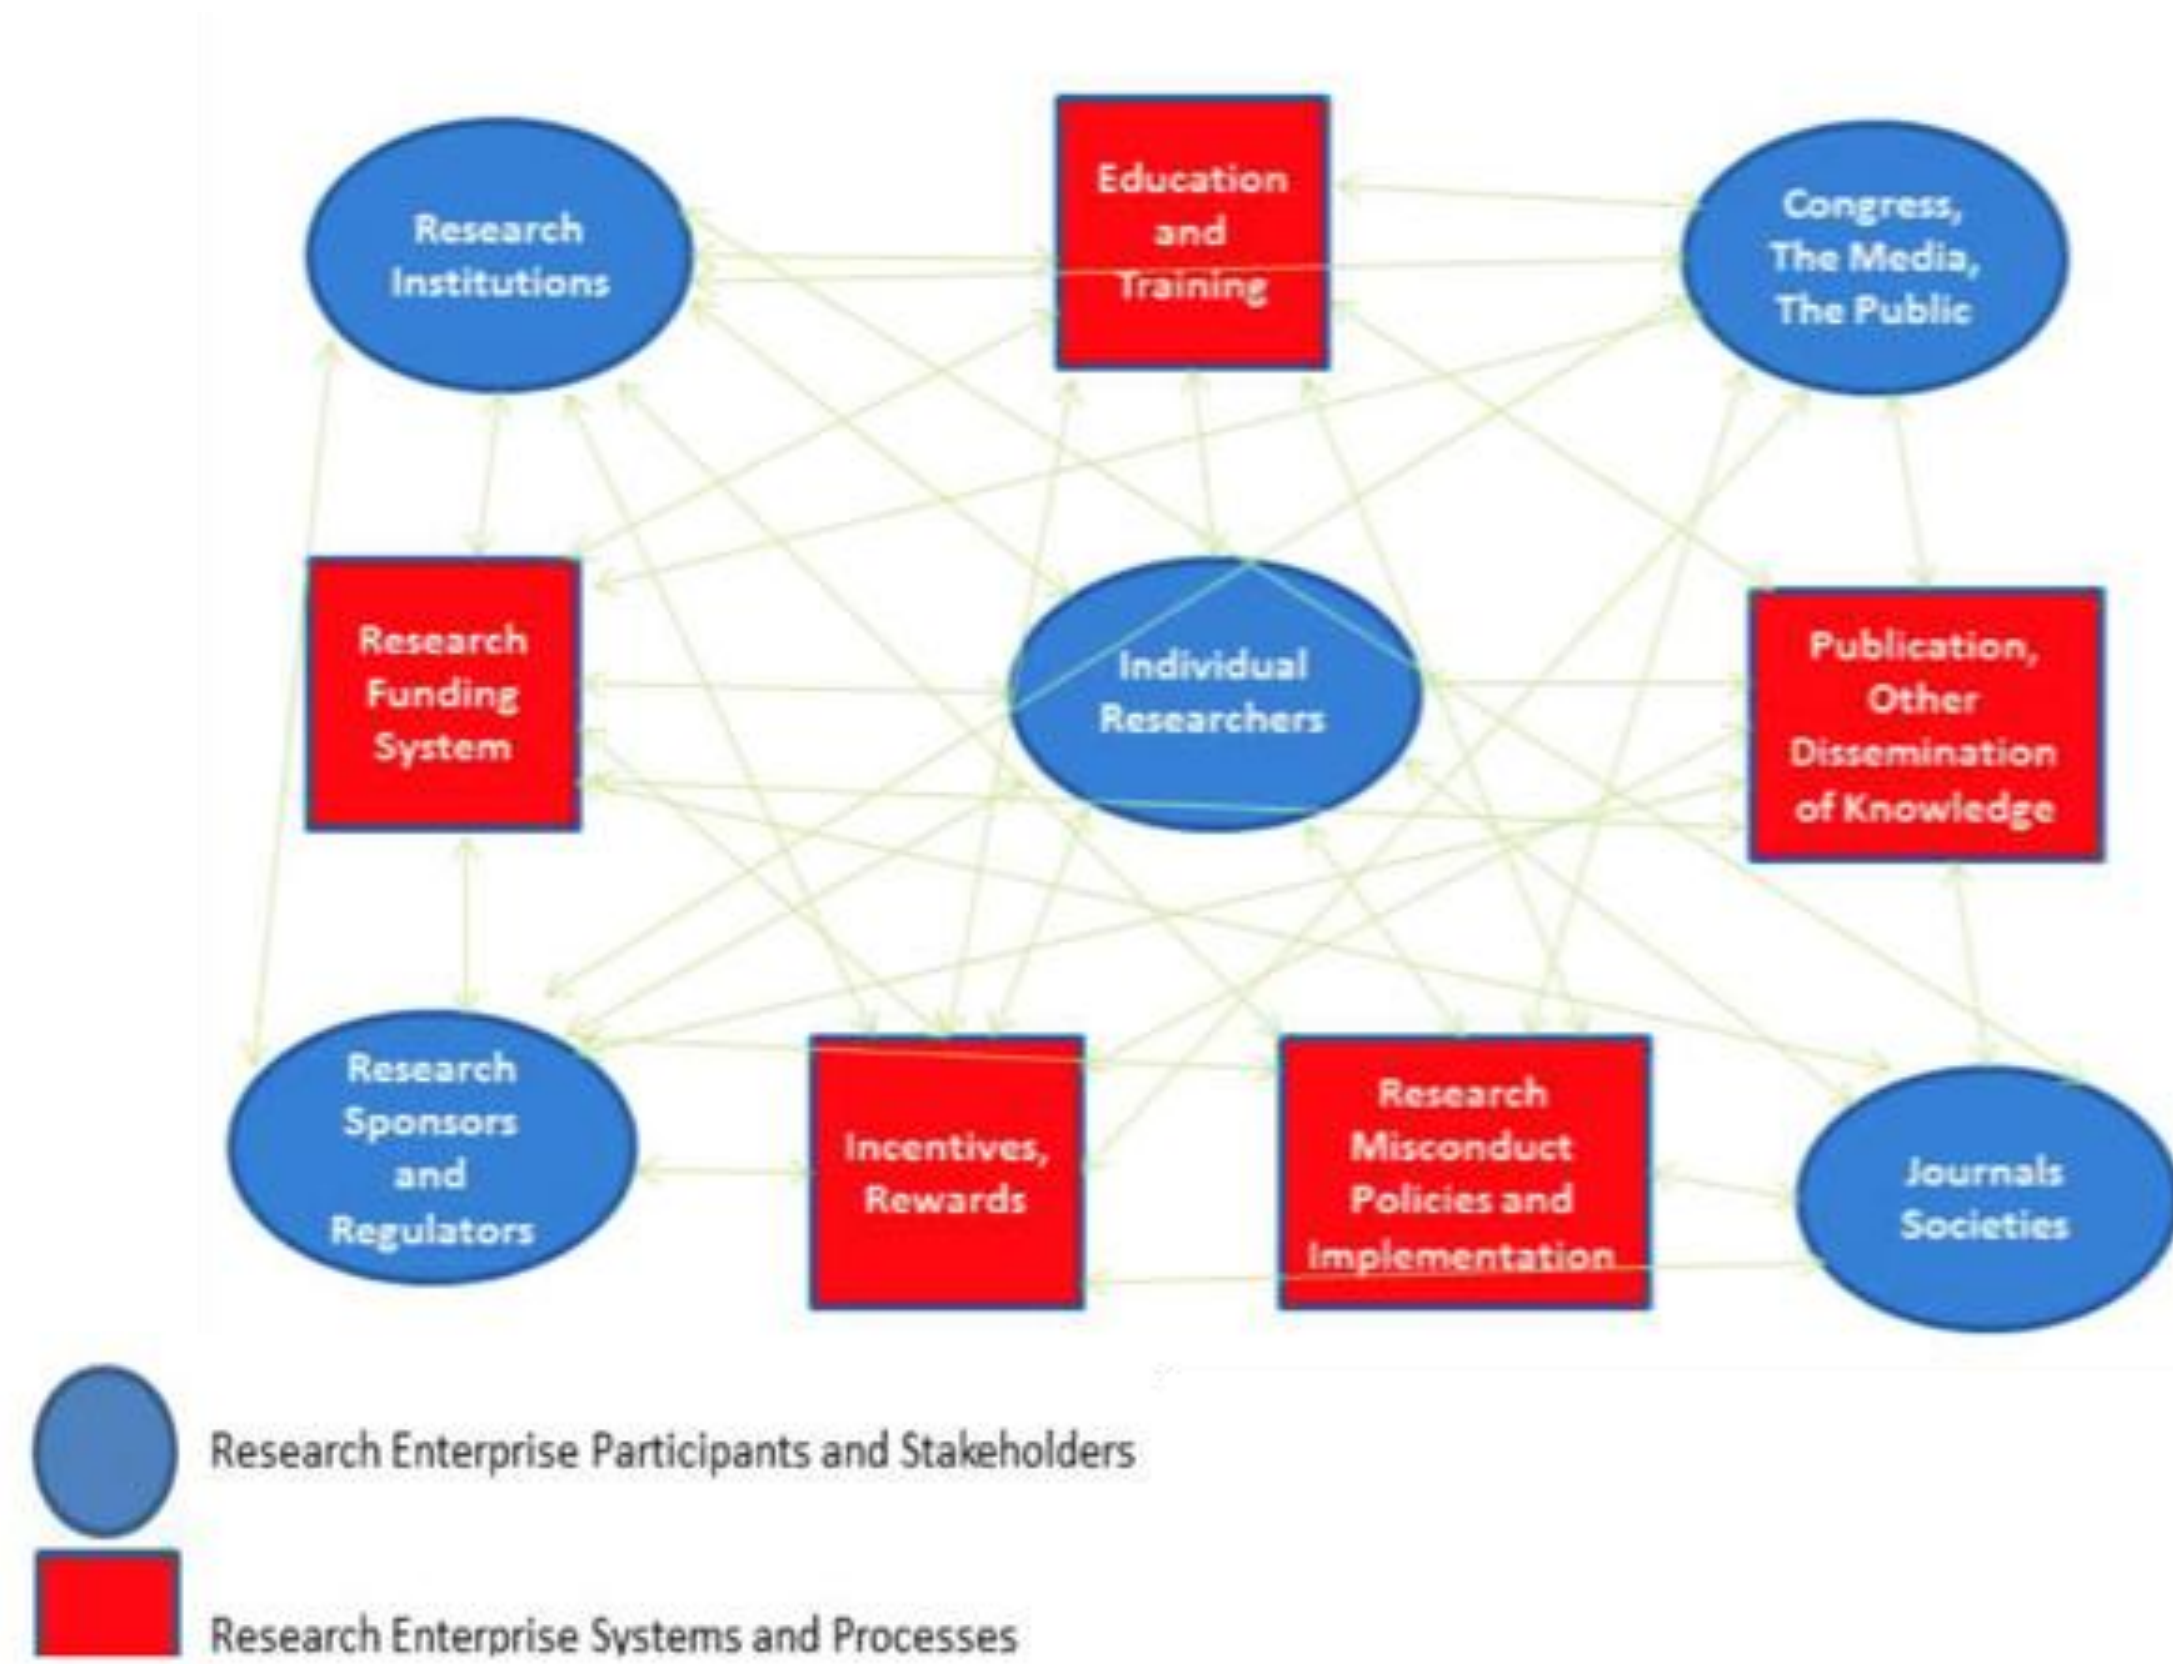 Research
Institutions
Education
and
Training
Congress,
The Media,
The Public
Research
Funding
System
Individual
Researchers
Publication,
Other
Dissemination
of Knowledge
Research
Sponsors
and
Regulators
Incentives,
Rewards
Research
Misconduct
Policies and
Implementation
Journals
Societies
Research Enterprise Participants and Stakeholders
Research Enterprise Systems and Processes